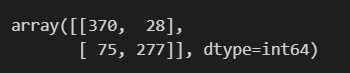 array([[370,  28],
       [ 75, 277]], dtype=int64)